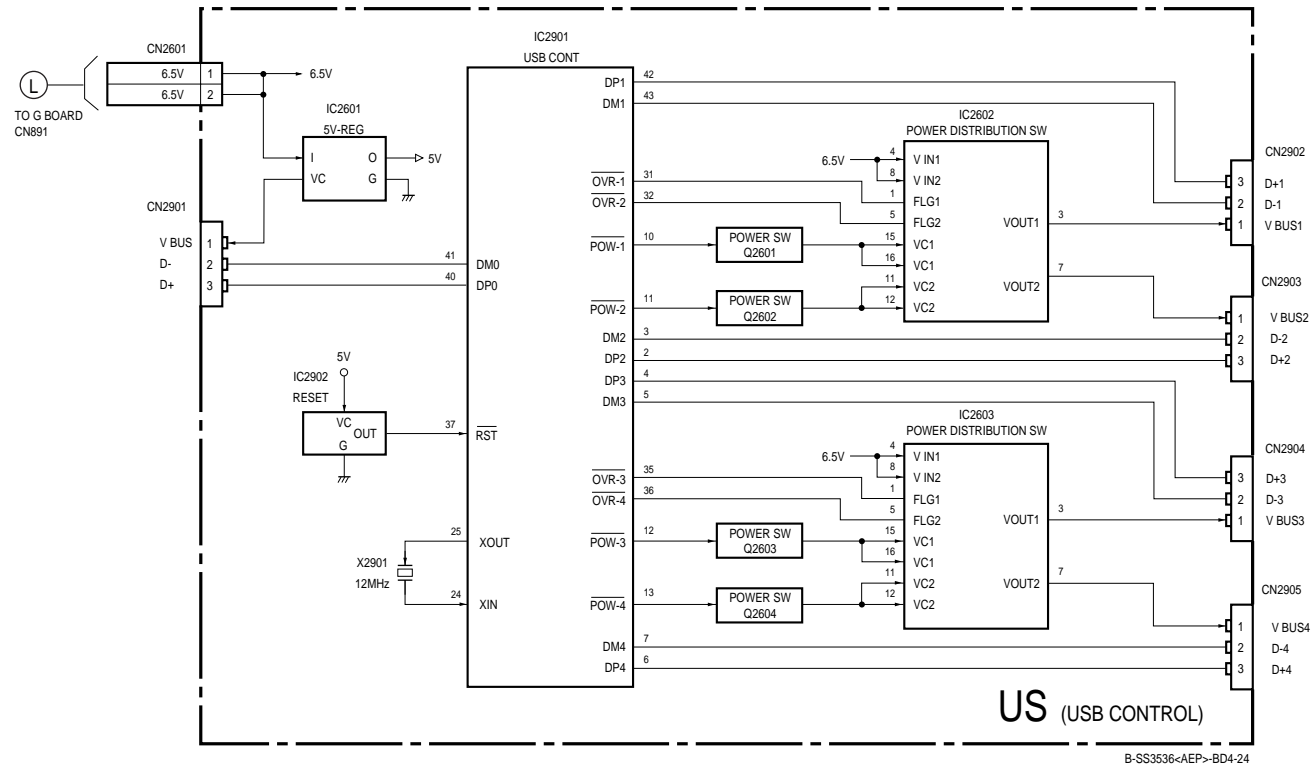 CN2601
6.5V 1
6.5V 2
6.5V
L
TO G BOARD
CN891
IC2601
5V-REG
I O
VC G
5V
CN2901
V BUS 1
D- 2
D+ 3
5V
IC2902
RESET
VC
OUT
G
X2901
12MHz
IC2901
USB CONT
41 DM0
40 DP0
37 RST
25 XOUT
24 XIN
DP1 42
DM1 43
OVR-1 31
OVR-2 32
POW-1 10
POW-2 11
DM2 3
DP2 2
DP3 4
DM3 5
OVR-3 35
OVR-4 36
POW-3 12
POW-4 13
DM4 7
DP4 6
POWER SW
Q2601
POWER SW
Q2602
POWER SW
Q2603
POWER SW
Q2604
IC2602
POWER DISTRIBUTION SW
6.5V
4 V IN1
8 V IN2
1 FLG1
5 FLG2
15 VC1
16 VC1
11 VC2
12 VC2
VOUT1 3
VOUT2 7
IC2603
POWER DISTRIBUTION SW
6.5V
4 V IN1
8 V IN2
1 FLG1
5 FLG2
15 VC1
16 VC1
11 VC2
12 VC2
VOUT1 3
VOUT2 7
CN2902
3 D+1
2 D-1
1 V BUS1
CN2903
1 V BUS2
2 D-2
3 D+2
CN2904
3 D+3
2 D-3
1 V BUS3
CN2905
1 V BUS4
2 D-4
3 D+4
US (USB CONTROL)
B-SS3536<AEP>-BD4-24